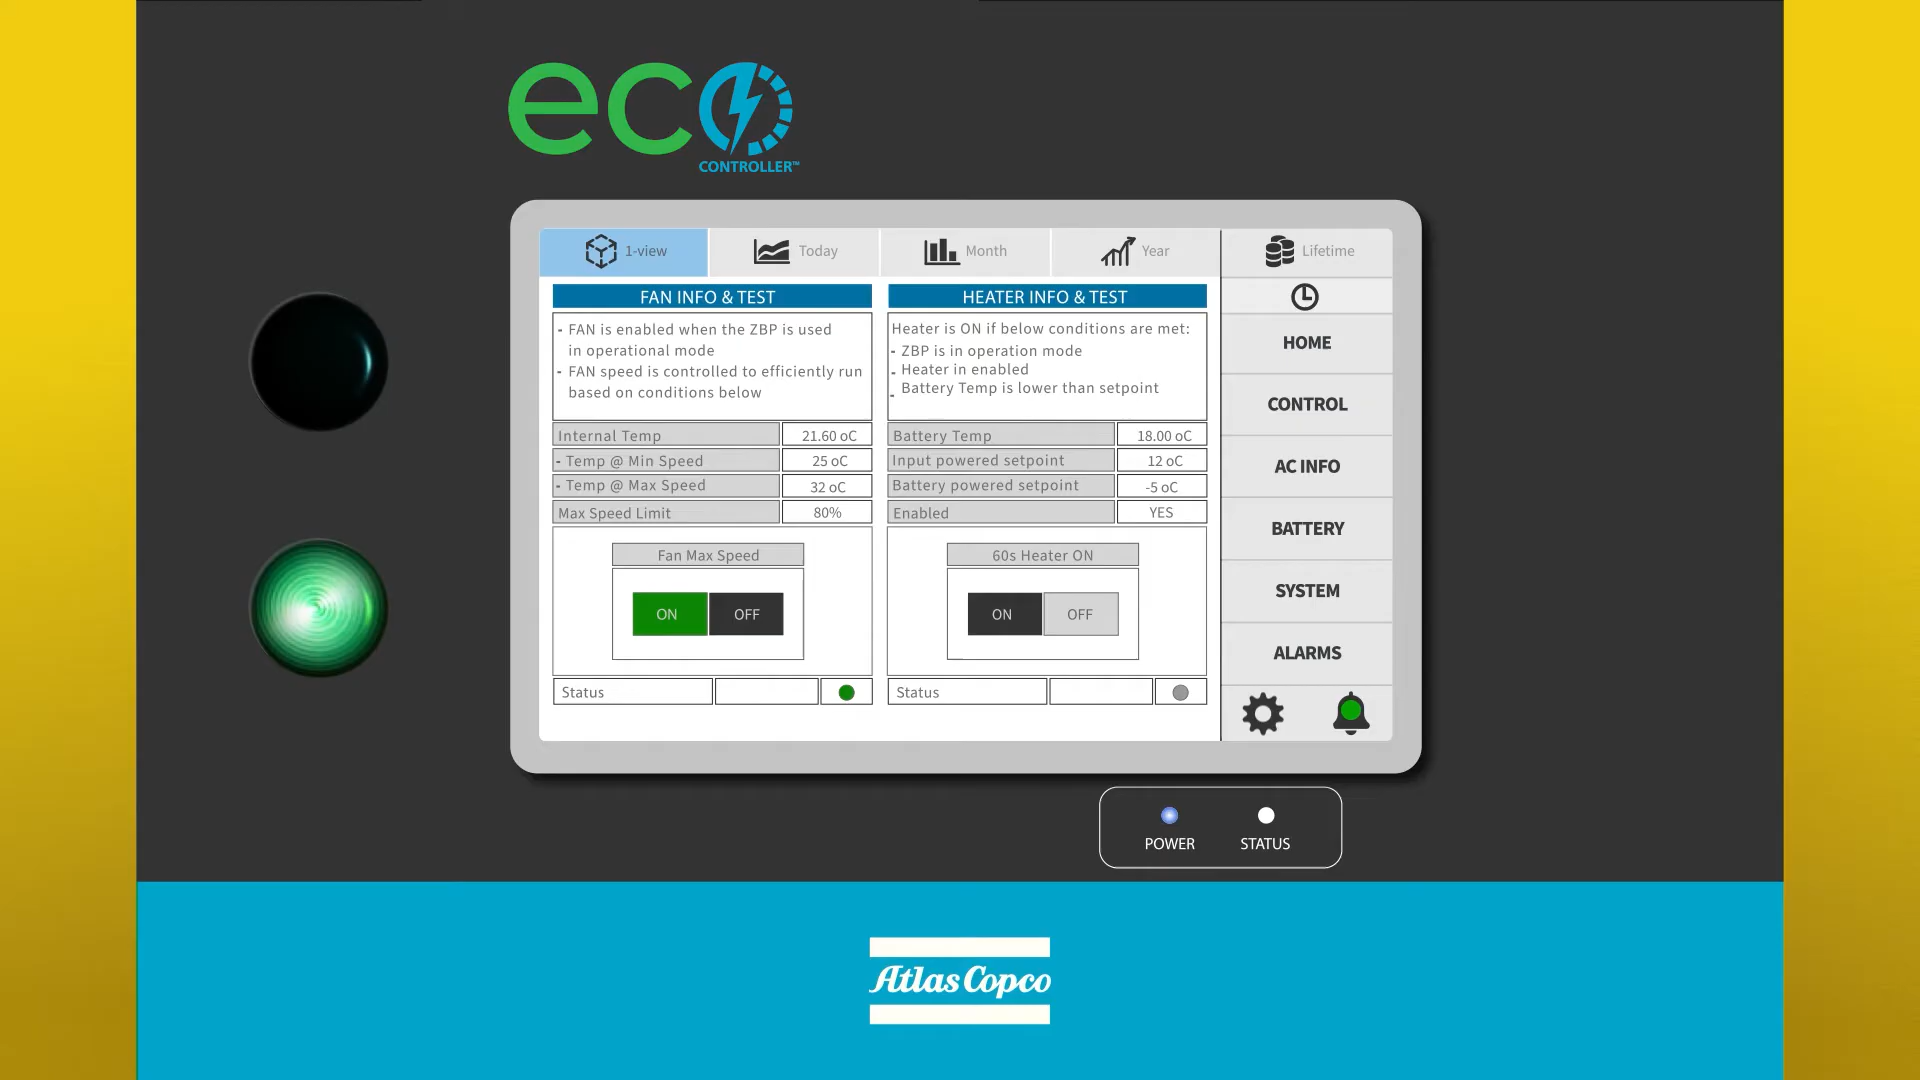 eco
CONTROLLER™
1-view
Today
Month
Year
Lifetime
FAN INFO & TEST
- FAN is enabled when the ZBP is used
in operational mode
- FAN speed is controlled to efficiently run
based on conditions below
Internal Temp 21.60 oC
- Temp @ Min Speed 25 oC
- Temp @ Max Speed 32 oC
Max Speed Limit 80%
Fan Max Speed
ON OFF
Status
HEATER INFO & TEST
Heater is ON if below conditions are met:
- ZBP is in operation mode
- Heater in enabled
- Battery Temp is lower than setpoint
Battery Temp 18.00 oC
Input powered setpoint 12 oC
Battery powered setpoint -5 oC
Enabled YES
60s Heater ON
ON OFF
Status
HOME
CONTROL
AC INFO
BATTERY
SYSTEM
ALARMS
POWER STATUS
Atlas Copco